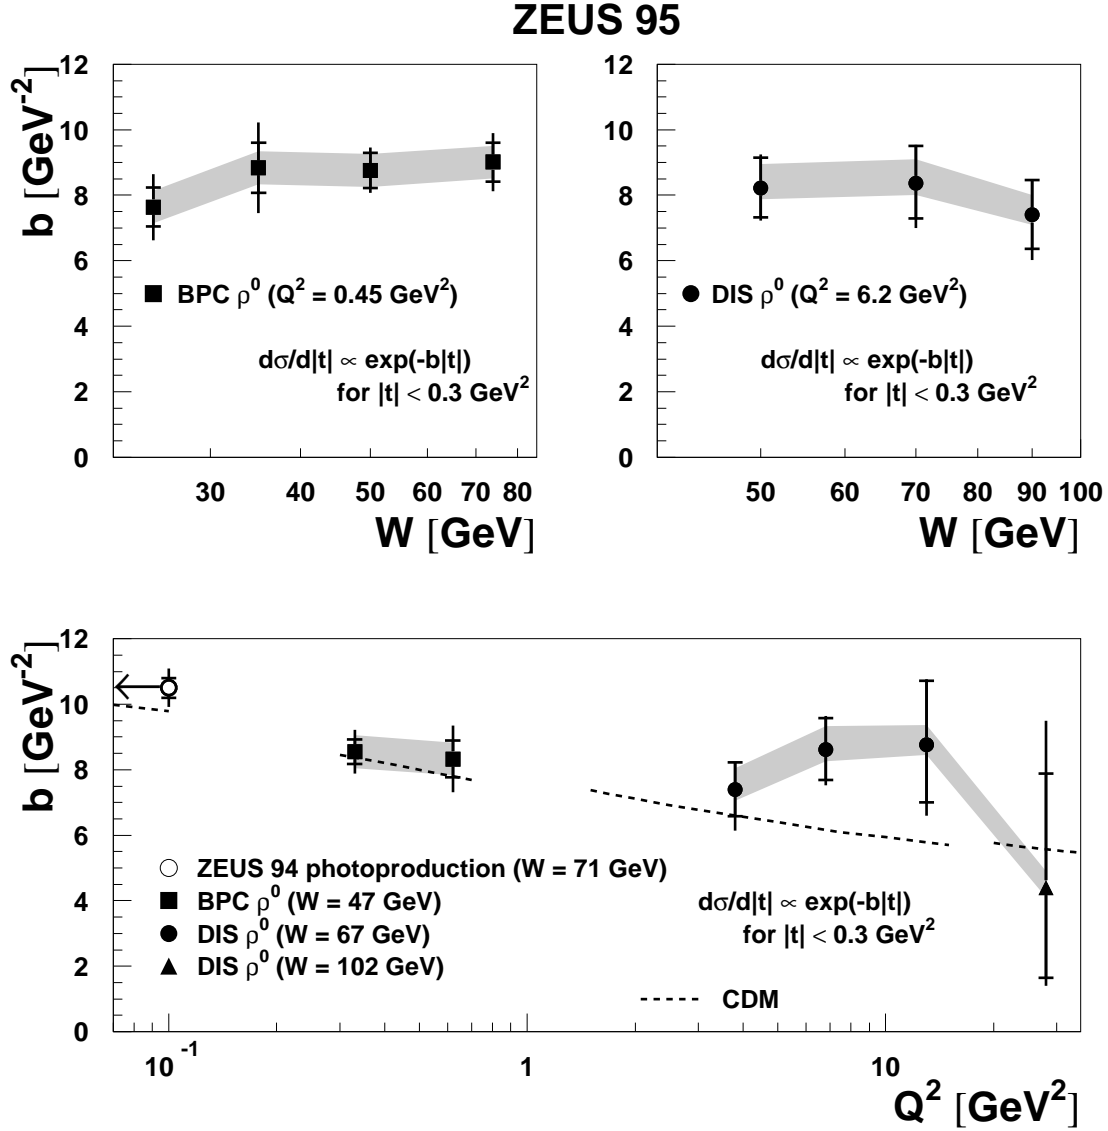 ZEUS 95
b [GeV⁻²]
12
10
8
6
4
2
0
BPC ρ⁰ (Q² = 0.45 GeV²)
dσ/d|t| ∝ exp(-b|t|)
for |t| < 0.3 GeV²
30 40 50 60 70 80
W [GeV]
12
10
8
6
4
2
0
DIS ρ⁰ (Q² = 6.2 GeV²)
dσ/d|t| ∝ exp(-b|t|)
for |t| < 0.3 GeV²
50 60 70 80 90 100
W [GeV]
b [GeV⁻²]
12
10
8
6
4
2
0
ZEUS 94 photoproduction (W = 71 GeV)
BPC ρ⁰ (W = 47 GeV)
DIS ρ⁰ (W = 67 GeV)
DIS ρ⁰ (W = 102 GeV)
dσ/d|t| ∝ exp(-b|t|)
for |t| < 0.3 GeV²
CDM
10⁻¹ 1 10
Q² [GeV²]